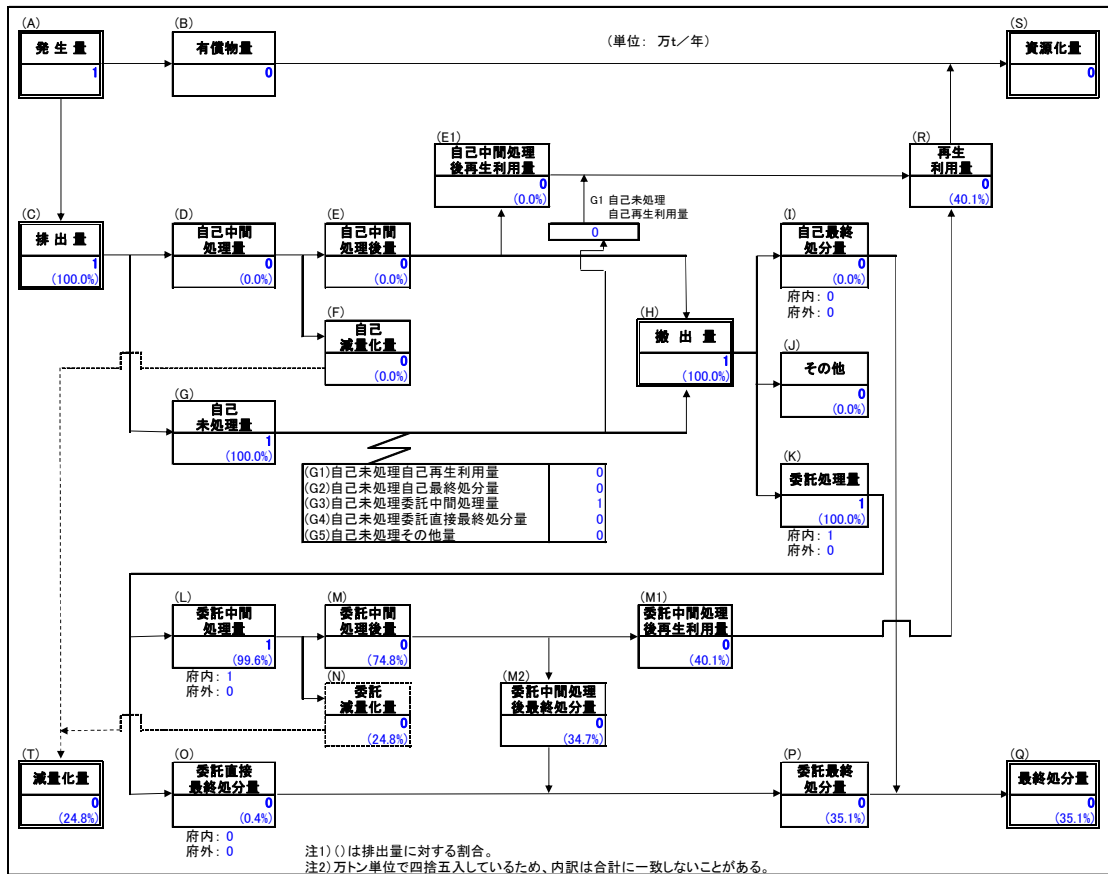 (A)
発 生 量
1
(B)
有償物量
0
(単位: 万t/年)
(S)
資源化量
0
(E1)
自己中間処理
後再生利用量
0
(0.0%)
G1 自己未処理
自己再生利用量
0
(R)
再生
利用量
0
(40.1%)
(C)
排 出 量
1
(100.0%)
(D)
自己中間
処理量
0
(0.0%)
(E)
自己中間
処理後量
0
(0.0%)
(F)
自己
減量化量
0
(0.0%)
(G)
自己
未処理量
1
(100.0%)
(H)
搬 出 量
1
(100.0%)
(I)
自己最終
処分量
0
(0.0%)
府内: 0
府外: 0
(J)
その他
0
(0.0%)
(K)
委託処理量
1
(100.0%)
府内: 1
府外: 0
(G1)自己未処理自己再生利用量 0
(G2)自己未処理自己最終処分量 0
(G3)自己未処理委託中間処理量 1
(G4)自己未処理委託直接最終処分量 0
(G5)自己未処理その他量 0
(L)
委託中間
処理量
1
(99.6%)
府内: 1
府外: 0
(M)
委託中間
処理後量
0
(74.8%)
(M1)
委託中間処理
後再生利用量
0
(40.1%)
(N)
委託
減量化量
0
(24.8%)
(M2)
委託中間処理
後最終処分量
0
(34.7%)
(T)
減量化量
0
(24.8%)
(O)
委託直接
最終処分量
0
(0.4%)
府内: 0
府外: 0
(P)
委託最終
処分量
0
(35.1%)
(Q)
最終処分量
0
(35.1%)
注1) ()は排出量に対する割合。
注2)万トン単位で四捨五入しているため、内訳は合計に一致しないことがある。